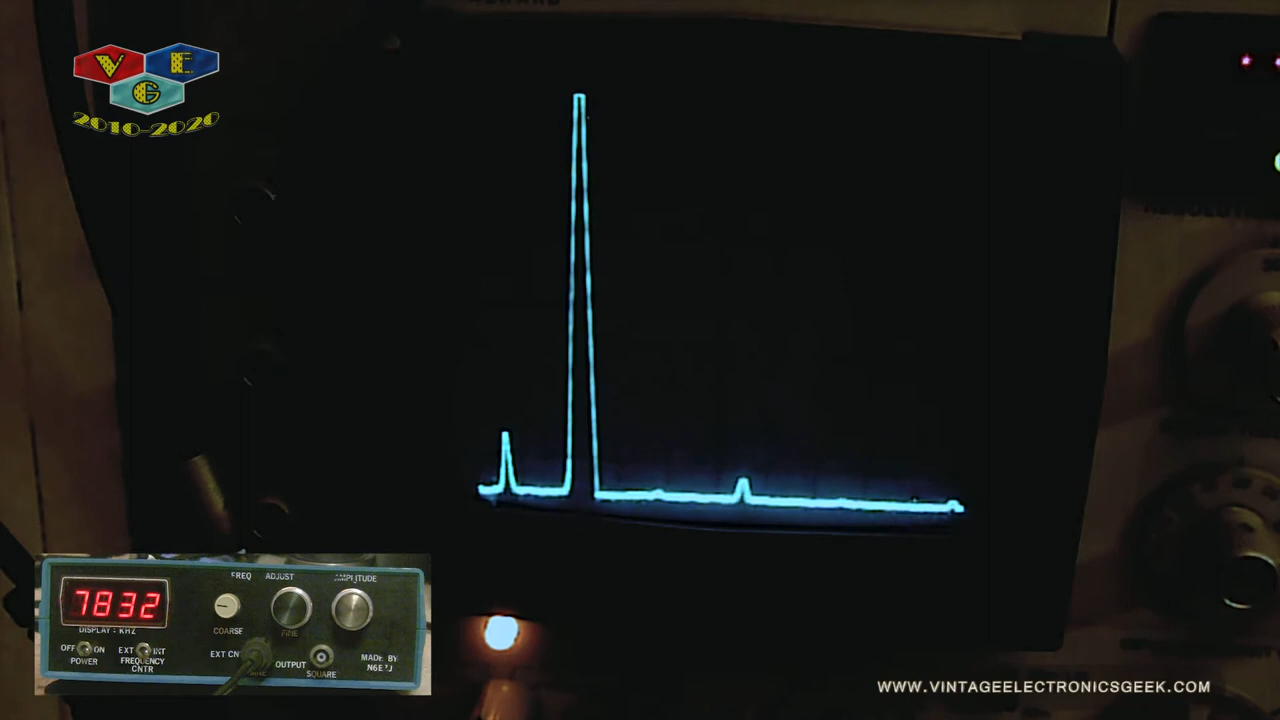 V E
G
2010-2020
FREQ ADJUST AMPLITUDE
7832
DISPLAY : KHZ
COARSE
FINE
OFF ON EXT INT
POWER FREQUENCY
CNTR
EXT CNT
OUTPUT
SQUARE
MADE BY
WWW.VINTAGEELECTRONICSGEEK.COM